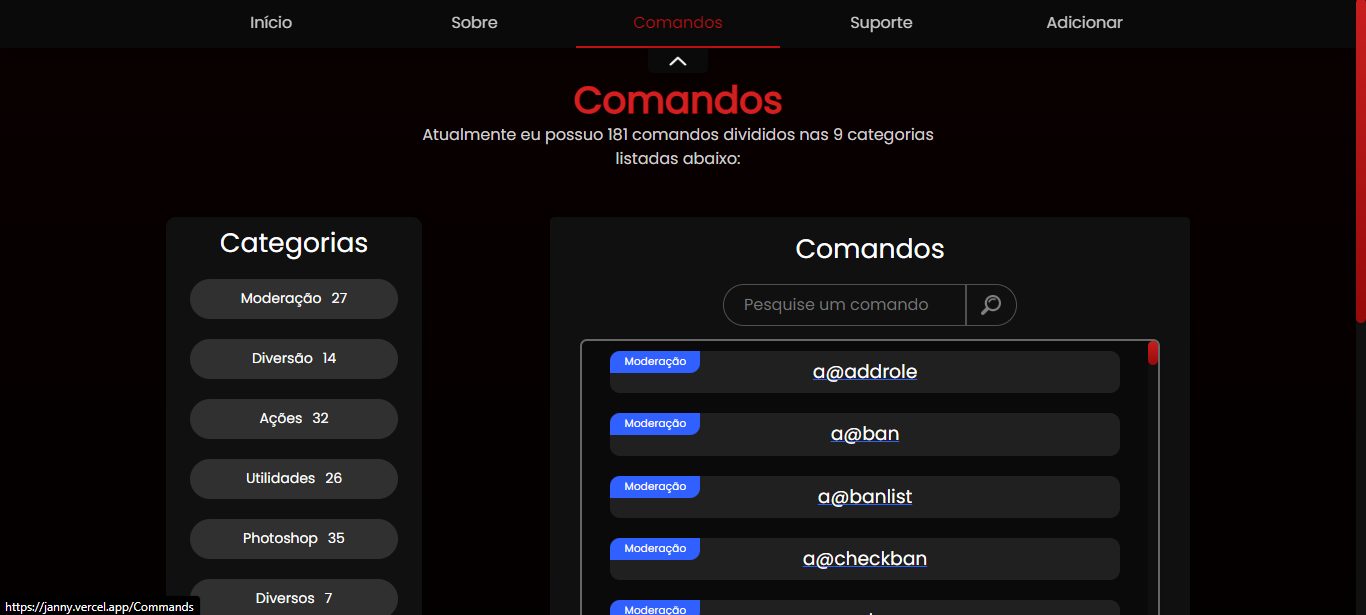 Início Sobre Comandos Suporte Adicionar
Comandos
Atualmente eu possuo 181 comandos divididos nas 9 categorias
listadas abaixo:
Categorias
Moderação 27
Diversão 14
Ações 32
Utilidades 26
Photoshop 35
Diversos 7
Comandos
Pesquise um comando
Moderação
a@addrole
Moderação
a@ban
Moderação
a@banlist
Moderação
a@checkban
Moderação
https://janny.vercel.app/Commands